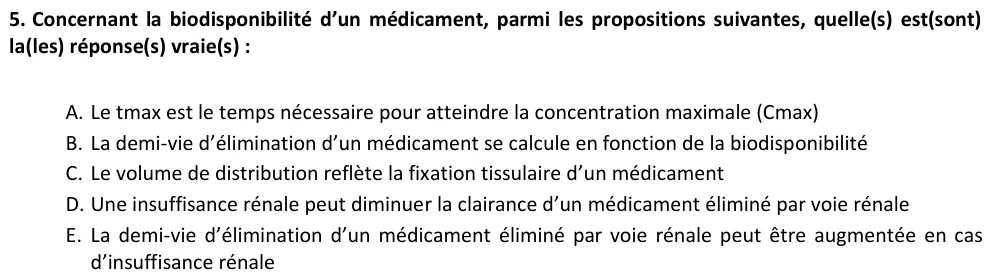 5. Concernant la biodisponibilité d’un médicament, parmi les propositions suivantes, quelle(s) est(sont)
la(les) réponse(s) vraie(s) :
A. Le tmax est le temps nécessaire pour atteindre la concentration maximale (Cmax)
B. La demi-vie d’élimination d’un médicament se calcule en fonction de la biodisponibilité
C. Le volume de distribution reflète la fixation tissulaire d’un médicament
D. Une insuffisance rénale peut diminuer la clairance d’un médicament éliminé par voie rénale
E. La demi-vie d’élimination d’un médicament éliminé par voie rénale peut être augmentée en cas
d’insuffisance rénale